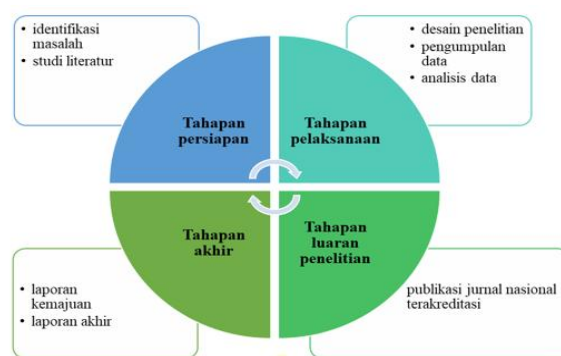 • identifikasi
masalah
• studi literatur
• desain penelitian
• pengumpulan
data
• analisis data
Tahapan
persiapan
Tahapan
pelaksanaan
Tahapan
akhir
Tahapan
luaran
penelitian
• laporan
kemajuan
• laporan akhir
publikasi jurnal nasional
terakreditasi